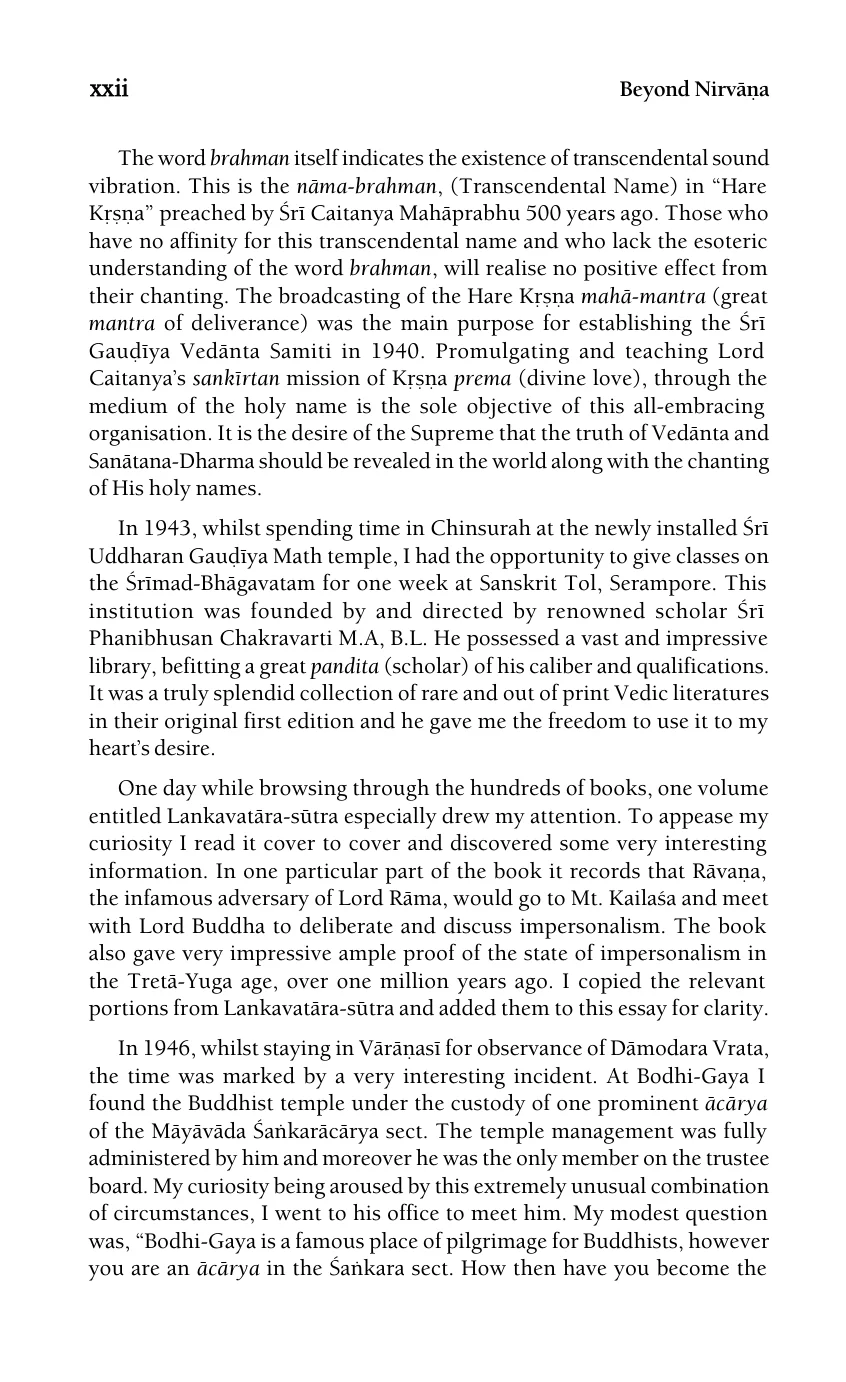 xxii Beyond Nirvāṇa
The word brahman itself indicates the existence of transcendental sound
vibration. This is the nāma-brahman, (Transcendental Name) in “Hare
Kṛṣṇa” preached by Śrī Caitanya Mahāprabhu 500 years ago. Those who
have no affinity for this transcendental name and who lack the esoteric
understanding of the word brahman, will realise no positive effect from
their chanting. The broadcasting of the Hare Kṛṣṇa mahā-mantra (great
mantra of deliverance) was the main purpose for establishing the Śrī
Gauḍīya Vedānta Samiti in 1940. Promulgating and teaching Lord
Caitanya’s sankīrtan mission of Kṛṣṇa prema (divine love), through the
medium of the holy name is the sole objective of this all-embracing
organisation. It is the desire of the Supreme that the truth of Vedānta and
Sanātana-Dharma should be revealed in the world along with the chanting
of His holy names.
In 1943, whilst spending time in Chinsurah at the newly installed Śrī
Uddharan Gauḍīya Math temple, I had the opportunity to give classes on
the Śrīmad-Bhāgavatam for one week at Sanskrit Tol, Serampore. This
institution was founded by and directed by renowned scholar Śrī
Phanibhusan Chakravarti M.A, B.L. He possessed a vast and impressive
library, befitting a great pandita (scholar) of his caliber and qualifications.
It was a truly splendid collection of rare and out of print Vedic literatures
in their original first edition and he gave me the freedom to use it to my
heart’s desire.
One day while browsing through the hundreds of books, one volume
entitled Lankavatāra-sūtra especially drew my attention. To appease my
curiosity I read it cover to cover and discovered some very interesting
information. In one particular part of the book it records that Rāvaṇa,
the infamous adversary of Lord Rāma, would go to Mt. Kailaśa and meet
with Lord Buddha to deliberate and discuss impersonalism. The book
also gave very impressive ample proof of the state of impersonalism in
the Tretā-Yuga age, over one million years ago. I copied the relevant
portions from Lankavatāra-sūtra and added them to this essay for clarity.
In 1946, whilst staying in Vārāṇasī for observance of Dāmodara Vrata,
the time was marked by a very interesting incident. At Bodhi-Gaya I
found the Buddhist temple under the custody of one prominent ācārya
of the Māyāvāda Śaṅkarācārya sect. The temple management was fully
administered by him and moreover he was the only member on the trustee
board. My curiosity being aroused by this extremely unusual combination
of circumstances, I went to his office to meet him. My modest question
was, “Bodhi-Gaya is a famous place of pilgrimage for Buddhists, however
you are an ācārya in the Śaṅkara sect. How then have you become the